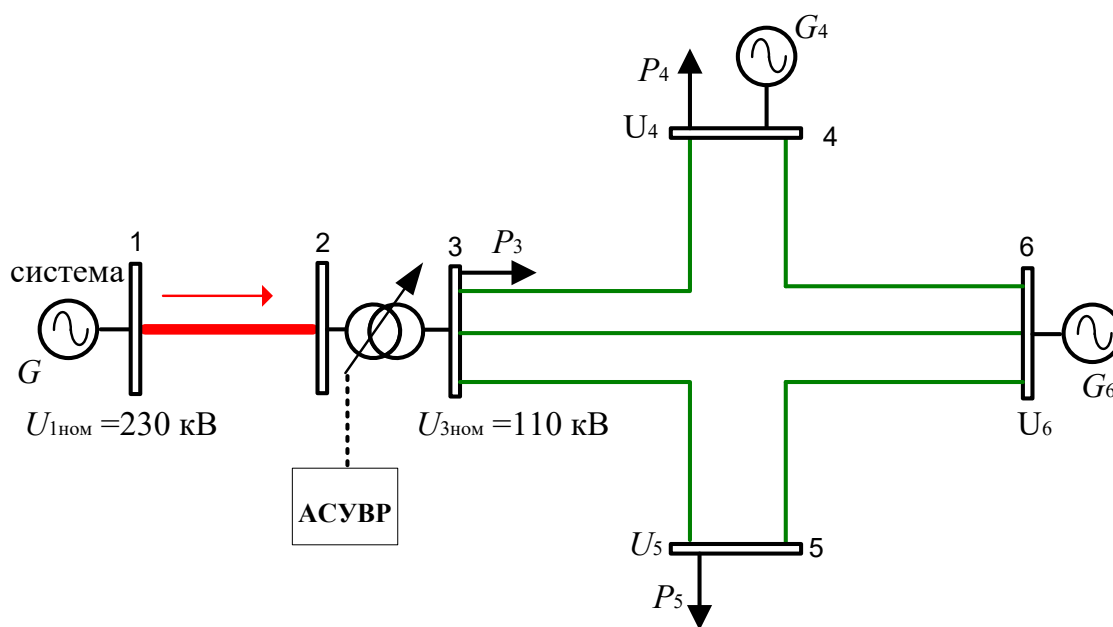 G4
P4
U4
4
1
2
3
P3
6
система
G
G6
U1ном =230 кВ
U3ном =110 кВ
U6
АСУВР
U5
5
P5